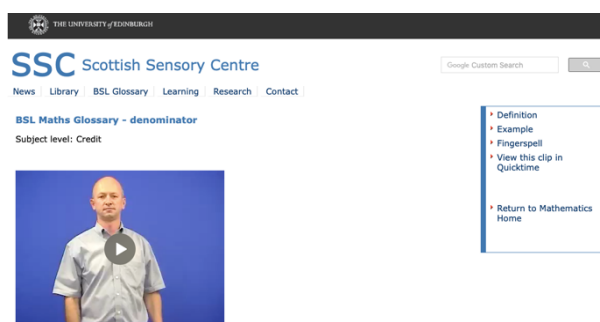 THE UNIVERSITY of EDINBURGH
SSC Scottish Sensory Centre
Google Custom Search
News Library BSL Glossary Learning Research Contact
BSL Maths Glossary - denominator
Subject level: Credit
Definition
Example
Fingerspell
View this clip in
Quicktime
Return to Mathematics
Home